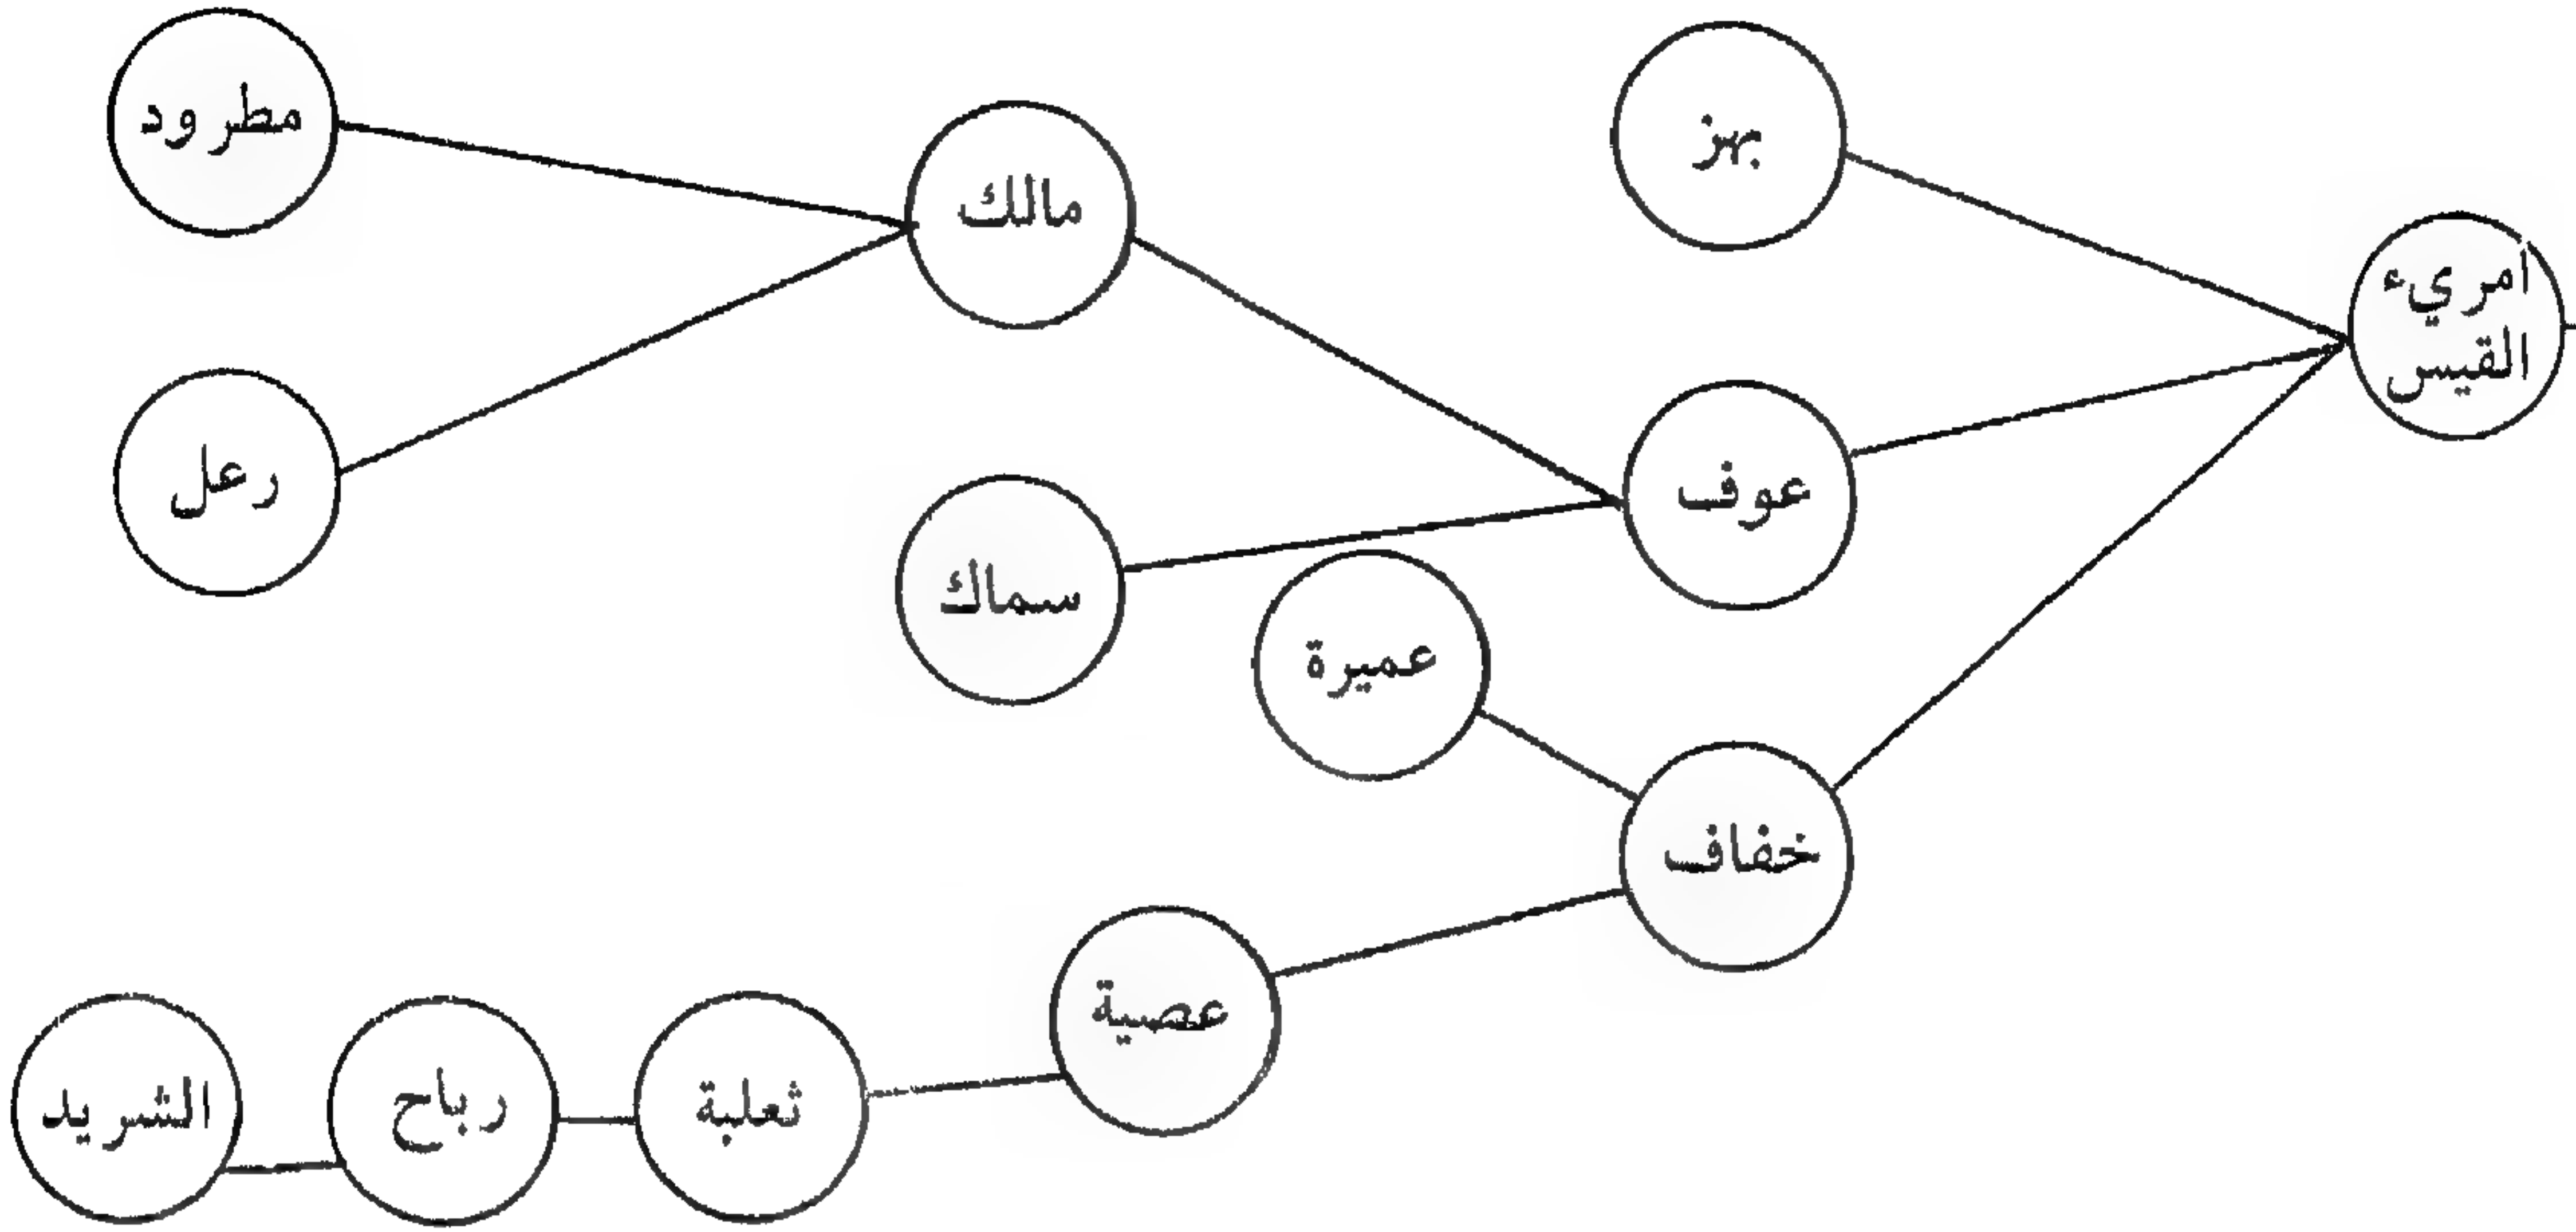 امريء
القيس
بهز
عوف
خفاف
مالك
سماك
عميرة
عصية
مطرود
رعل
ثعلبة
رباح
الشريد